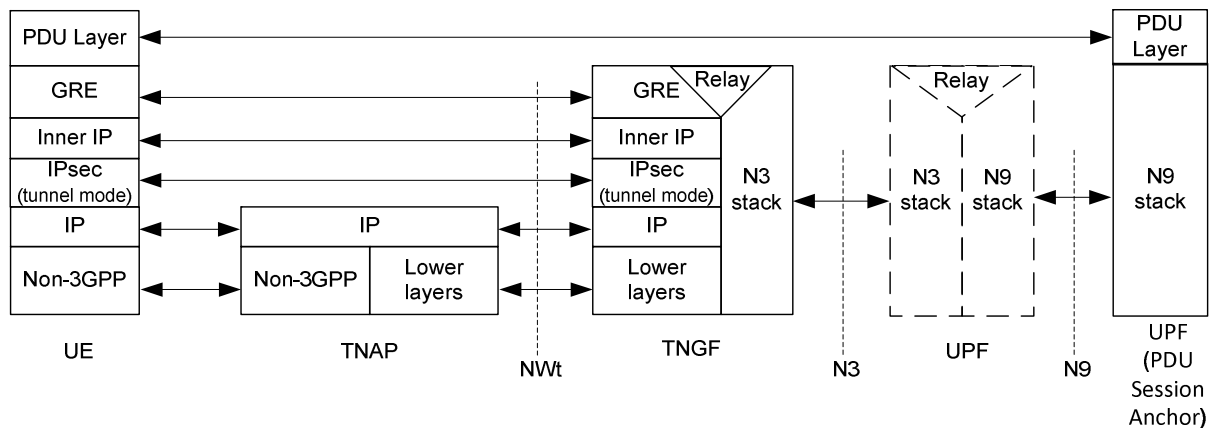 PDU Layer
GRE
Inner IP
IPsec
(tunnel mode)
IP
Non-3GPP
UE
IP
Non-3GPP
Lower
layers
TNAP
NWt
GRE
Relay
Inner IP
IPsec
(tunnel mode)
IP
Lower
layers
N3
stack
TNGF
N3
Relay
N3
stack
N9
stack
UPF
N9
PDU
Layer
N9
stack
UPF
(PDU
Session
Anchor)